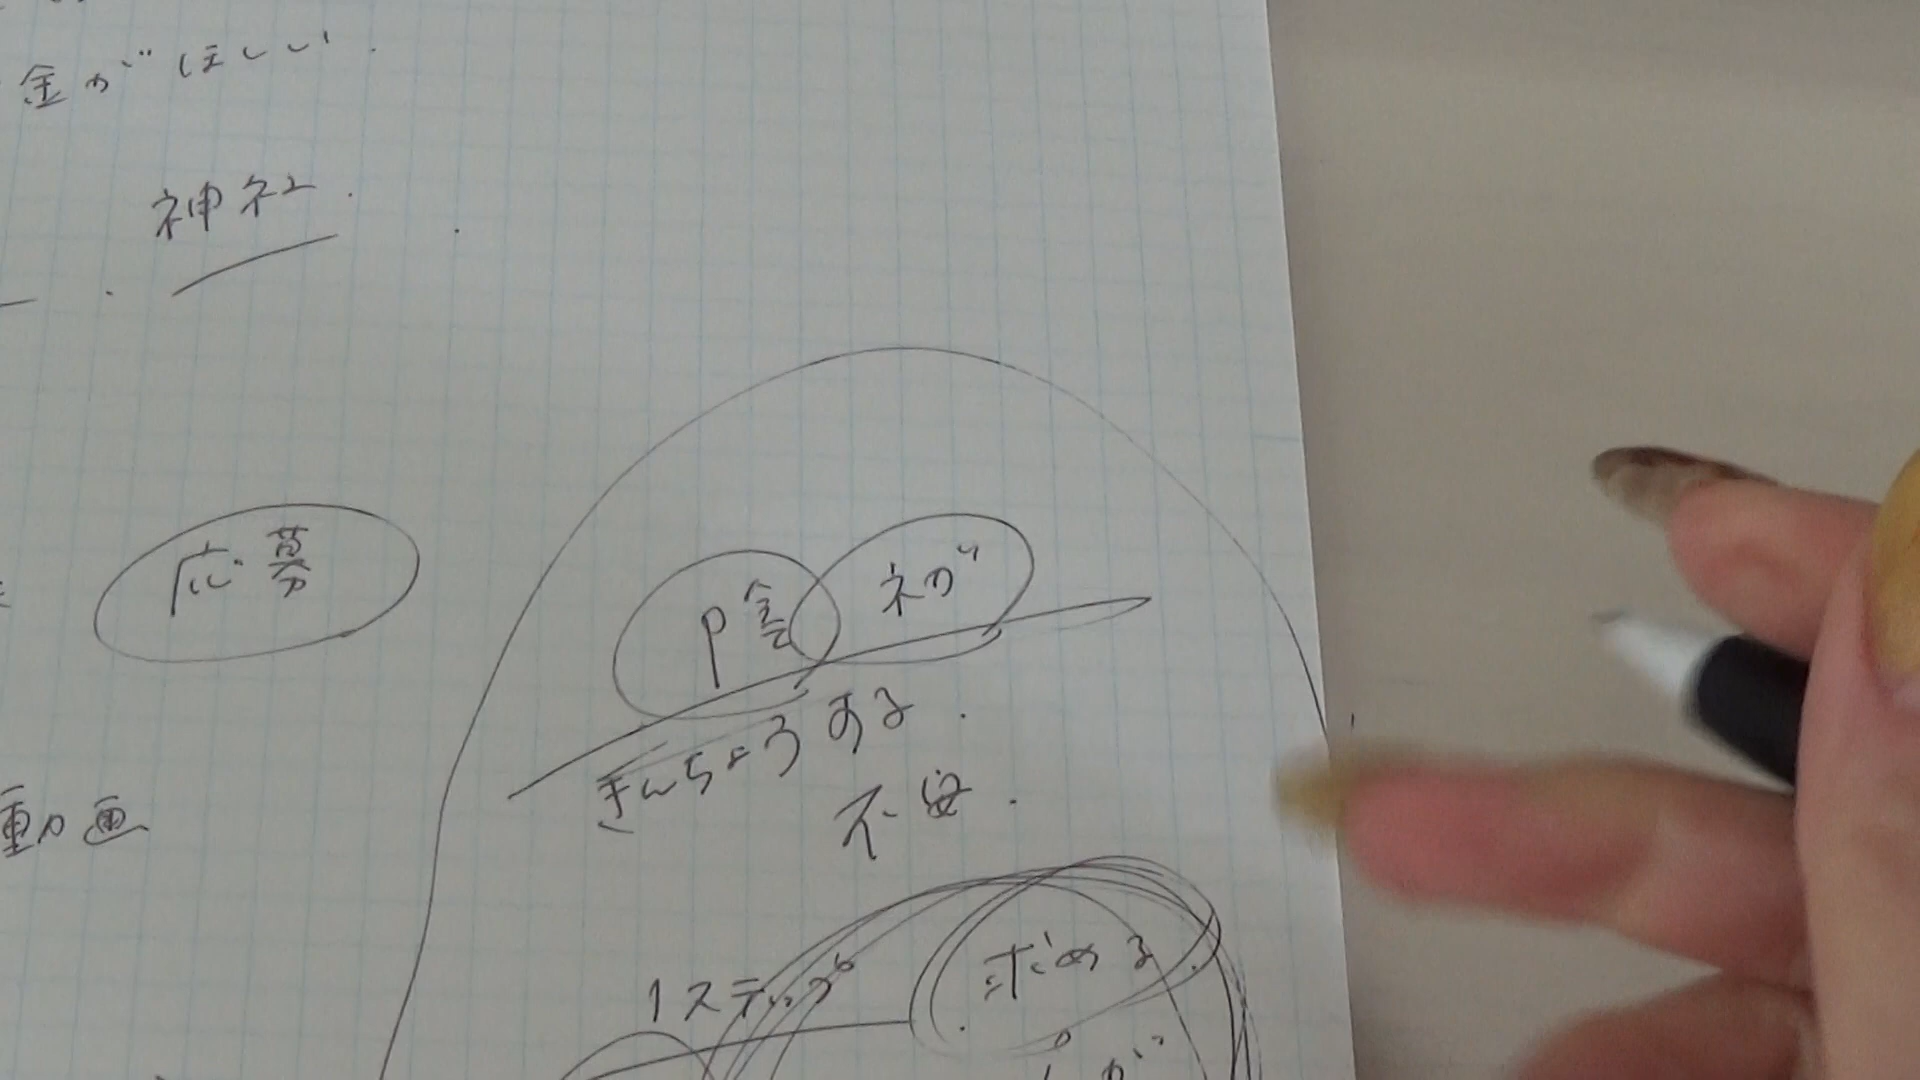 金がほしい.
神社.
応募
P金 ネガ
きんちょうする.
不安.
動画
1ステップ
求める